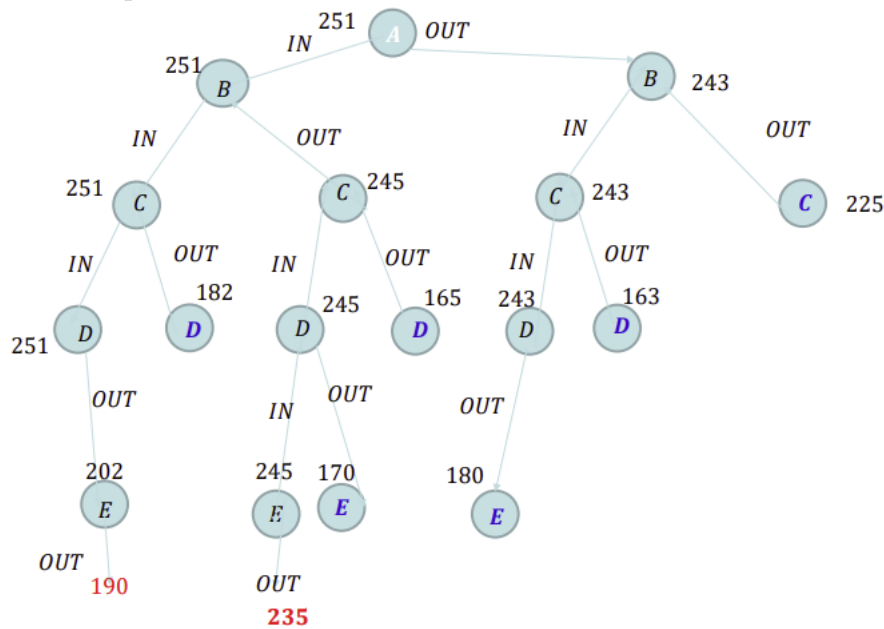 251 A OUT
IN
251 B
B 243
IN OUT
IN OUT
251 C
C 245
C 243
C 225
IN OUT
IN OUT
IN OUT
182
245 165
243 163
251 D
D
D
D
D
D
OUT
IN OUT
OUT
202
245 170
180
E
E
E
E
OUT
190
OUT
235